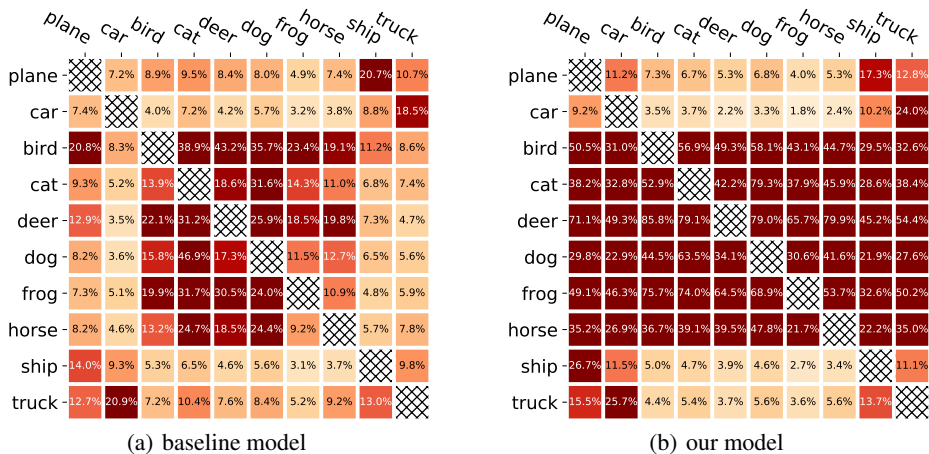 plane car bird cat deer dog frog horse ship truck
plane 7.2% 8.9% 9.5% 8.4% 8.0% 4.9% 7.4% 20.7% 10.7%
car 7.4% 4.0% 7.2% 4.2% 5.7% 3.2% 3.8% 8.8% 18.5%
bird 20.8% 8.3% 38.9% 43.2% 35.7% 23.4% 19.1% 11.2% 8.6%
cat 9.3% 5.2% 13.9% 18.6% 31.6% 14.3% 11.0% 6.8% 7.4%
deer 12.9% 3.5% 22.1% 31.2% 25.9% 18.5% 19.8% 7.3% 4.7%
dog 8.2% 3.6% 15.8% 46.9% 17.3% 11.5% 12.7% 6.5% 5.6%
frog 7.3% 5.1% 19.9% 31.7% 30.5% 24.0% 10.9% 4.8% 5.9%
horse 8.2% 4.6% 13.2% 24.7% 18.5% 24.4% 9.2% 5.7% 7.8%
ship 14.0% 9.3% 5.3% 6.5% 4.6% 5.6% 3.1% 3.7% 9.8%
truck 12.7% 20.9% 7.2% 10.4% 7.6% 8.4% 5.2% 9.2% 13.0%
(a) baseline model
plane car bird cat deer dog frog horse ship truck
plane 11.2% 7.3% 6.7% 5.3% 6.8% 4.0% 5.3% 17.3% 12.8%
car 9.2% 3.5% 3.7% 2.2% 3.3% 1.8% 2.4% 10.2% 24.0%
bird 50.5% 31.0% 56.9% 49.3% 58.1% 43.1% 44.7% 29.5% 32.6%
cat 38.2% 32.8% 52.9% 42.2% 79.3% 37.9% 45.9% 28.6% 38.4%
deer 71.1% 49.3% 85.8% 79.1% 79.0% 65.7% 79.9% 45.2% 54.4%
dog 29.8% 22.9% 44.5% 63.5% 34.1% 30.6% 41.6% 21.9% 27.6%
frog 49.1% 46.3% 75.7% 74.0% 64.5% 68.9% 53.7% 32.6% 50.2%
horse 35.2% 26.9% 36.7% 39.1% 39.5% 47.8% 21.7% 22.2% 35.0%
ship 26.7% 11.5% 5.0% 4.7% 3.9% 4.6% 2.7% 3.4% 11.1%
truck 15.5% 25.7% 4.4% 5.4% 3.7% 5.6% 3.6% 5.6% 13.7%
(b) our model